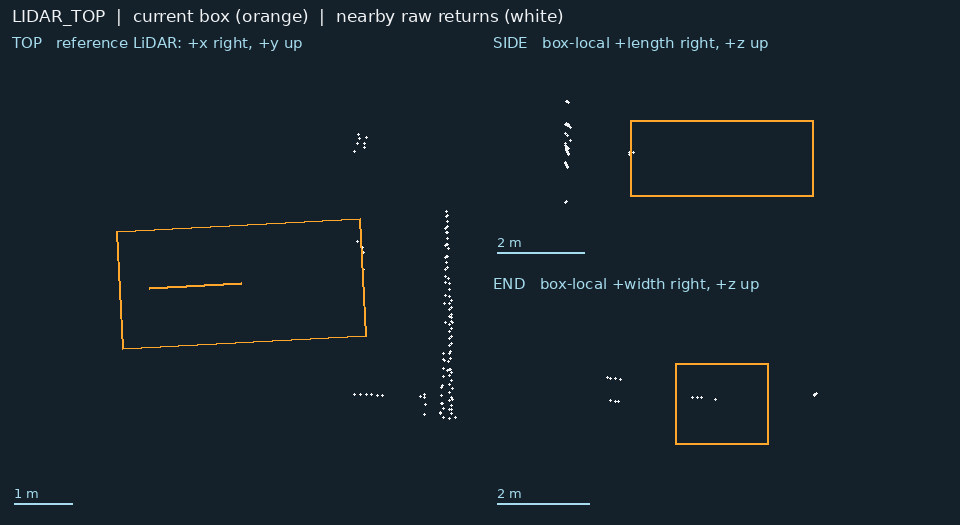 LIDAR_TOP | current box (orange) | nearby raw returns (white)
TOP reference LiDAR: +x right, +y up
SIDE box-local +length right, +z up
2 m
END box-local +width right, +z up
1 m
2 m